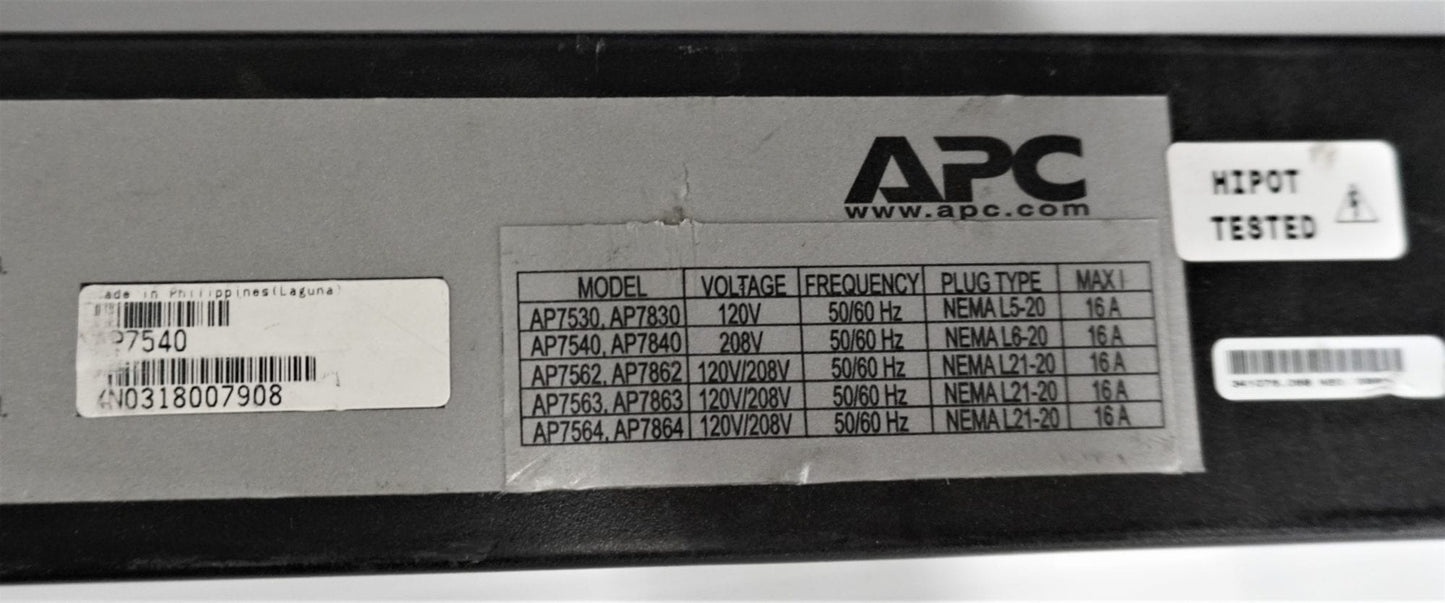 APC
www.apc.com
HIPOT
TESTED
MODEL VOLTAGE FREQUENCY PLUG TYPE MAX I
AP7530, AP7830 120V 50/60 Hz NEMA L5-20 16 A
AP7540, AP7840 208V 50/60 Hz NEMA L6-20 16 A
AP7562, AP7862 120V/208V 50/60 Hz NEMA L21-20 16 A
AP7563, AP7863 120V/208V 50/60 Hz NEMA L21-20 16 A
AP7564, AP7864 120V/208V 50/60 Hz NEMA L21-20 16 A
ade in Philippines(Laguna)
P7540
N0318007908